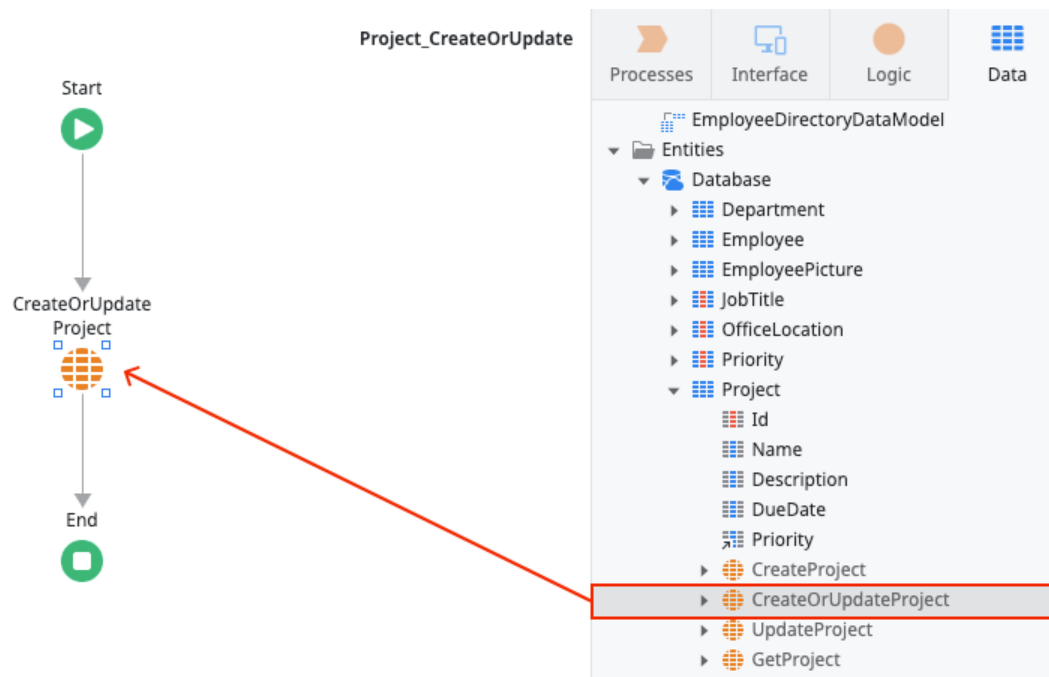 Project_CreateOrUpdate
Start
CreateOrUpdate
Project
End
Processes
Interface
Logic
Data
EmployeeDirectoryDataModel
Entities
Database
Department
Employee
EmployeePicture
JobTitle
OfficeLocation
Priority
Project
Id
Name
Description
DueDate
Priority
CreateProject
CreateOrUpdateProject
UpdateProject
GetProject